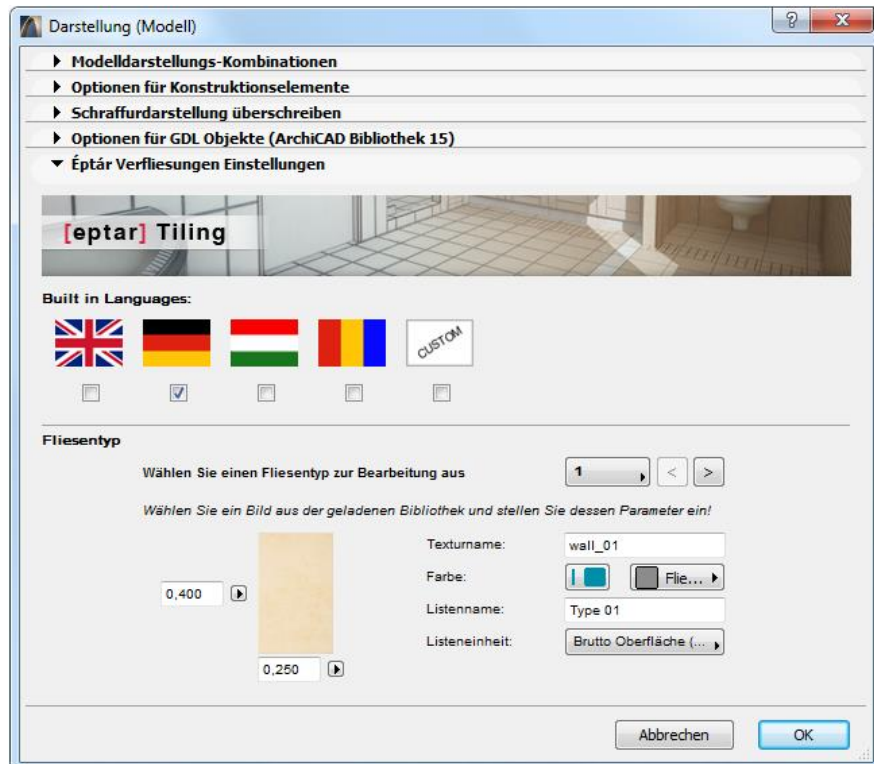 Darstellung (Modell)
Modelldarstellungs-Kombinationen
Optionen für Konstruktionselemente
Schraffurdarstellung überschreiben
Optionen für GDL Objekte (ArchiCAD Bibliothek 15)
Éptár Verfliesungen Einstellungen
[eptar] Tiling
Built in Languages:
CUSTOM
Fliesentyp
Wählen Sie einen Fliesentyp zur Bearbeitung aus 1 < >
Wählen Sie ein Bild aus der geladenen Bibliothek und stellen Sie dessen Parameter ein!
Texturname: wall_01
Farbe: Flie...
0,400
Listenname: Type 01
Listeneinheit: Brutto Oberfläche (...
0,250
Abbrechen OK